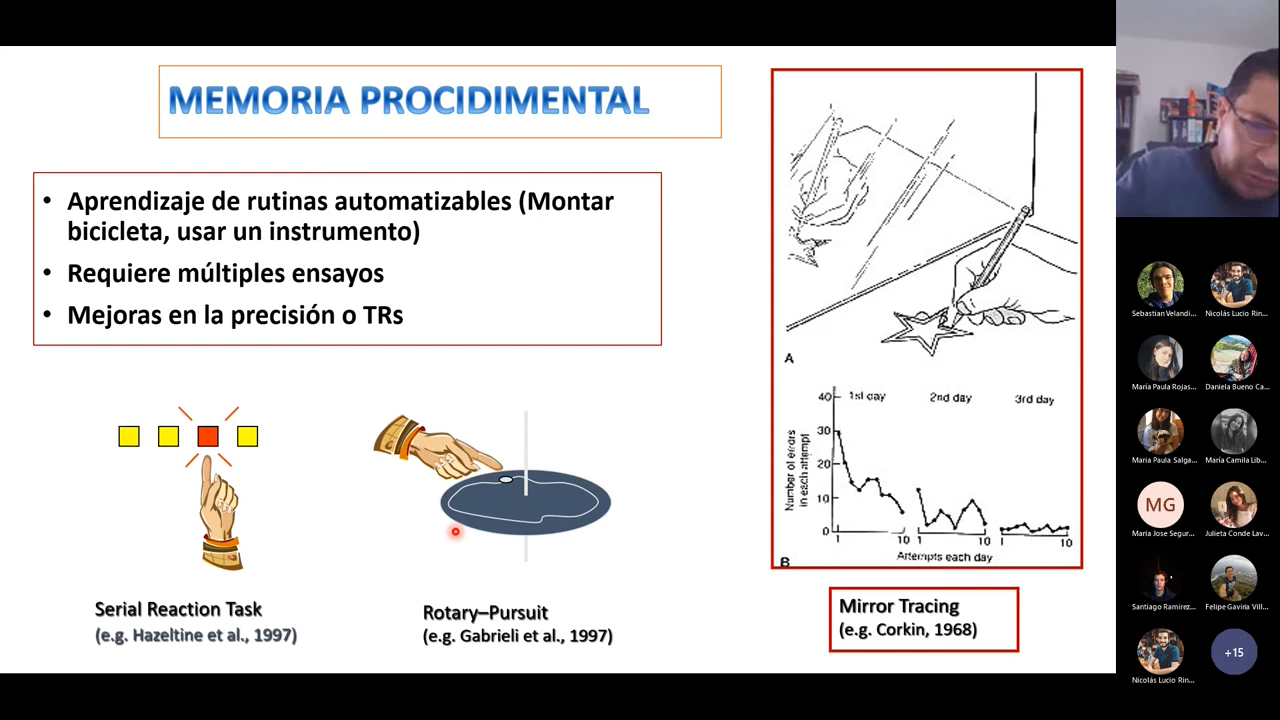 MEMORIA PROCIDIMENTAL
• Aprendizaje de rutinas automatizables (Montar
bicicleta, usar un instrumento)
• Requiere múltiples ensayos
• Mejoras en la precisión o TRs
Serial Reaction Task
(e.g. Hazeltine et al., 1997)
Rotary–Pursuit
(e.g. Gabrieli et al., 1997)
A
1st day 2nd day 3rd day
Number of errors
in each attempt
40
30
20
10
0
1 10 1 10 1 10
Attempts each day
B
Mirror Tracing
(e.g. Corkin, 1968)
Sebastian Velandi... Nicolás Lucio Rin...
María Paula Rojas... Daniela Bueno Ca...
María Paula Salga... María Camila Lib...
MG
María Jose Segur... Julieta Conde Lav...
Santiago Ramirez... Felipe Gaviria Vill...
+15
Nicolás Lucio Rin...